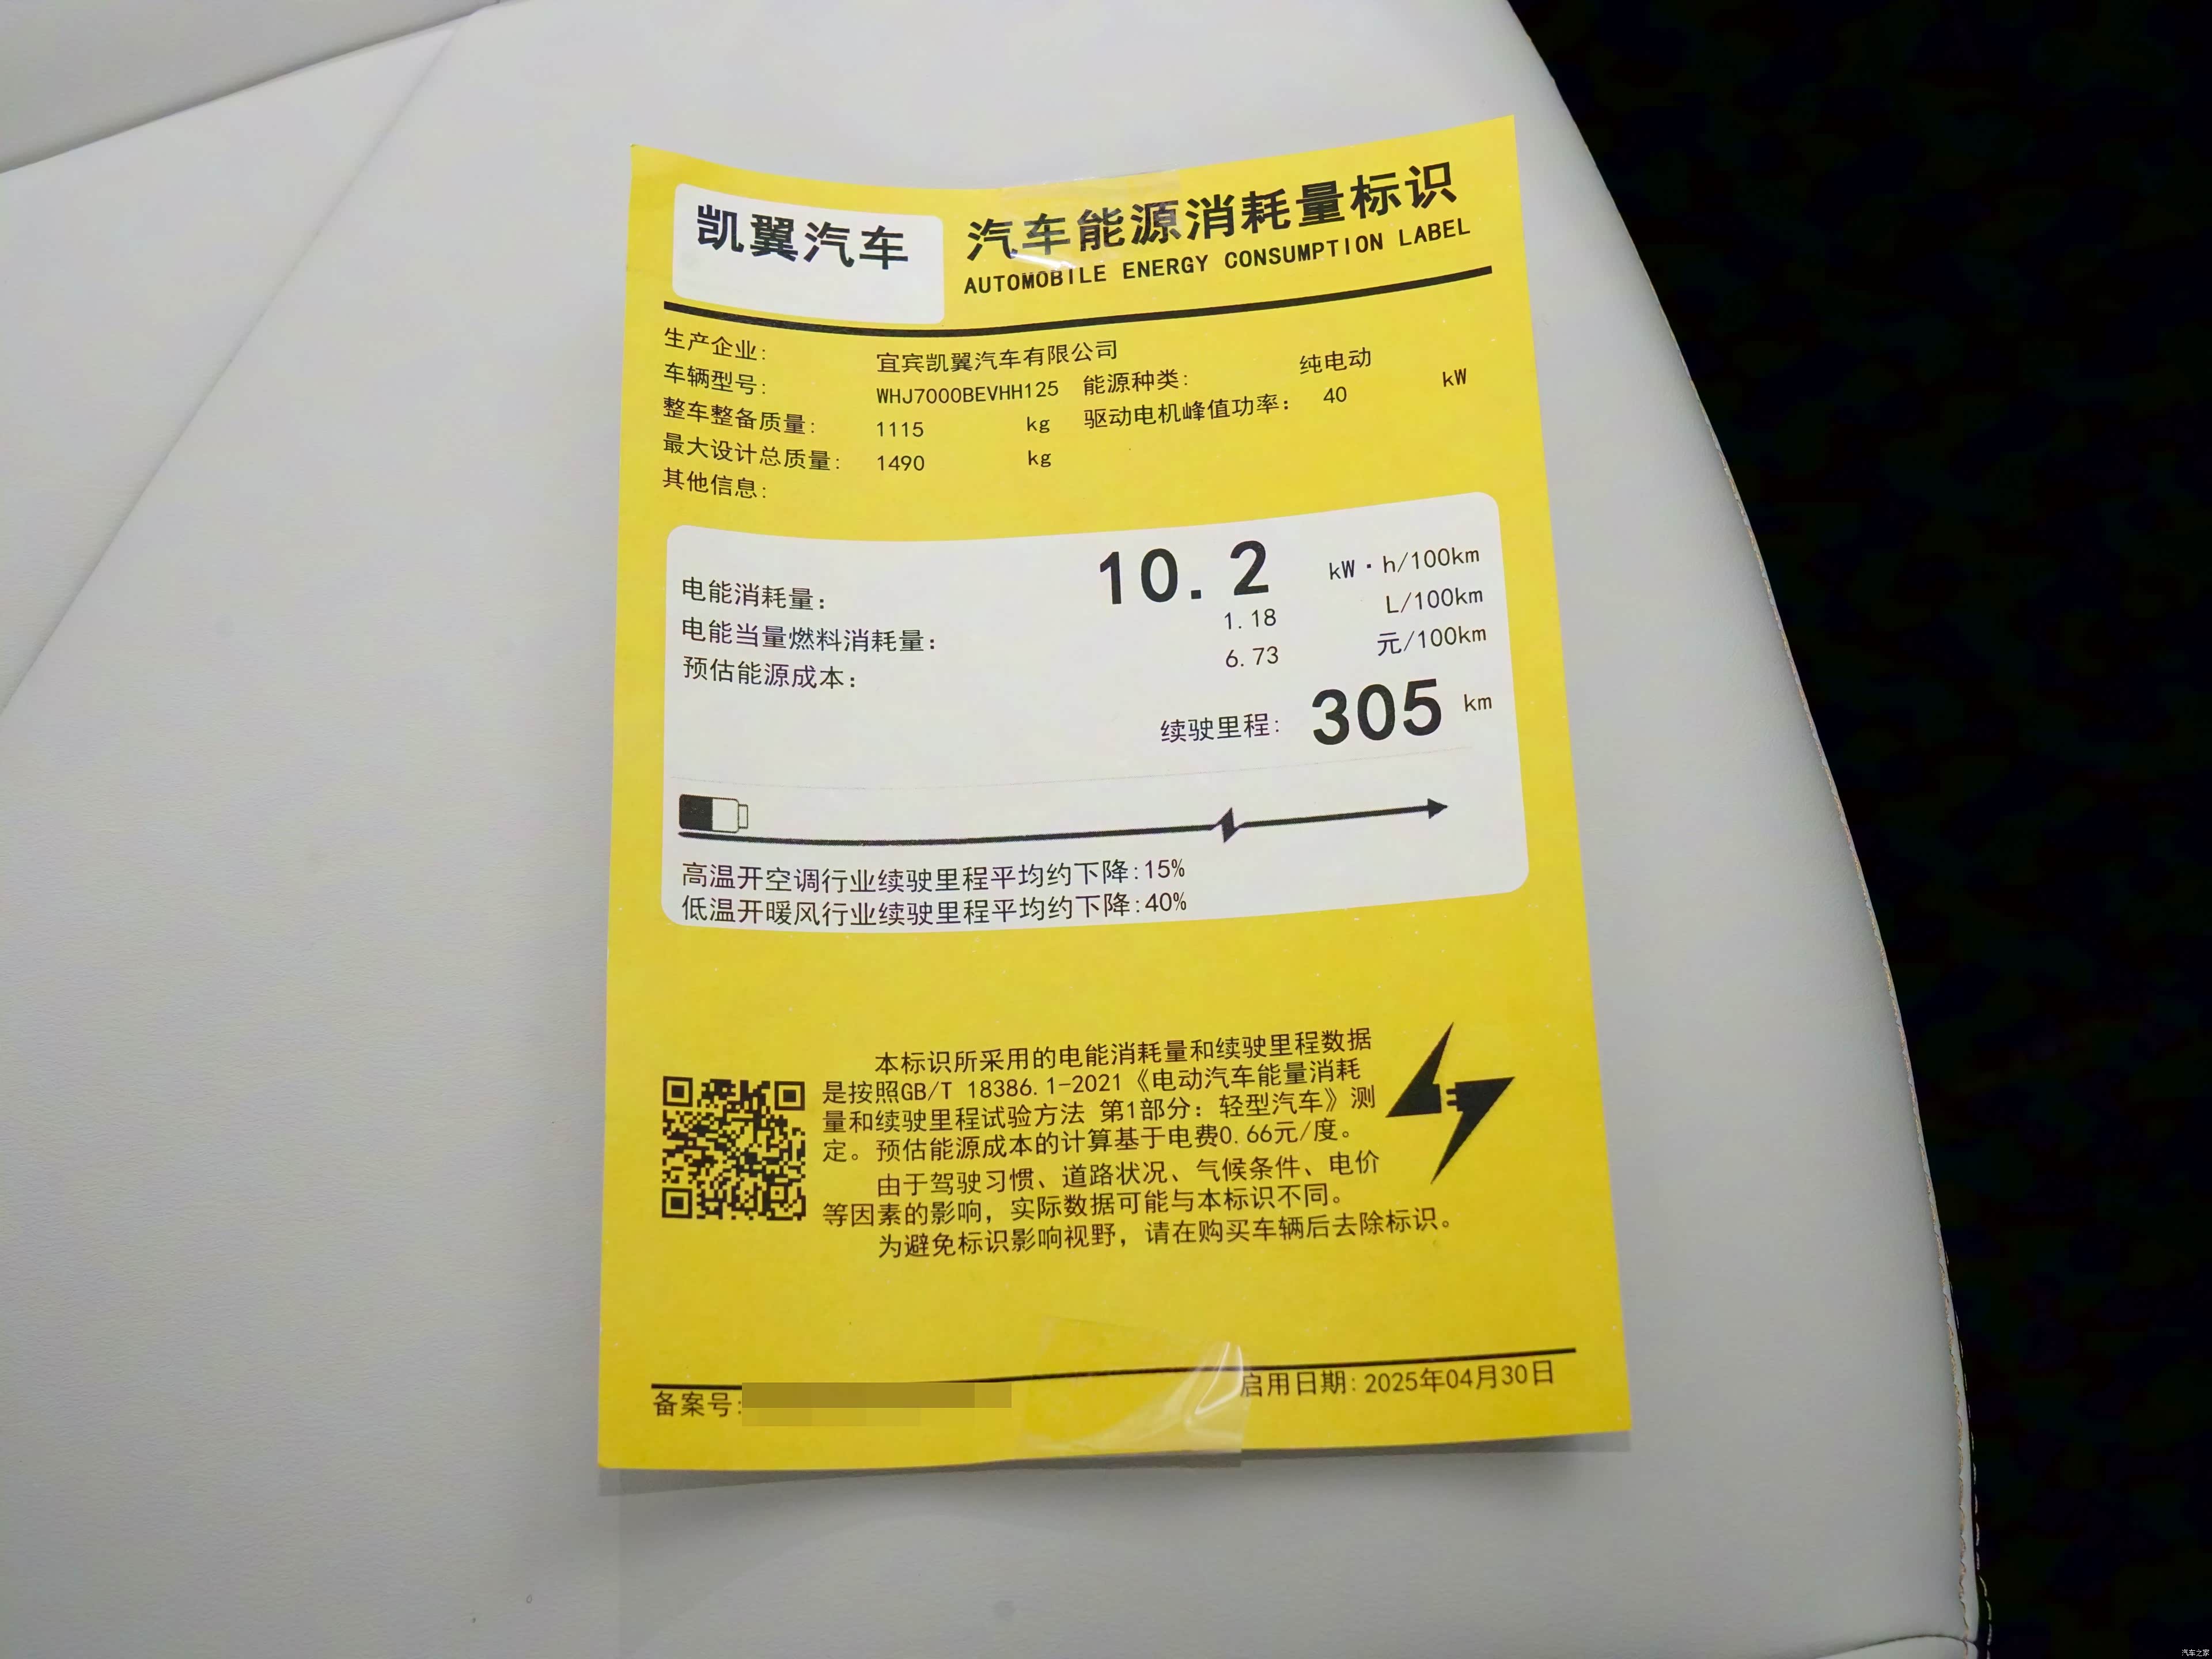 凯翼汽车
汽车能源消耗量标识
AUTOMOBILE ENERGY CONSUMPTION LABEL
生产企业: 宜宾凯翼汽车有限公司
车辆型号: WHJ7000BEVHH125 能源种类: 纯电动
整车整备质量: 1115 kg 驱动电机峰值功率: 40 kW
最大设计总质量: 1490 kg
其他信息:
电能消耗量: 10.2 kW·h/100km
电能当量燃料消耗量: 1.18 L/100km
预估能源成本: 6.73 元/100km
续驶里程: 305 km
高温开空调行业续驶里程平均约下降:15%
低温开暖风行业续驶里程平均约下降:40%
本标识所采用的电能消耗量和续驶里程数据
是按照GB/T 18386.1-2021《电动汽车能量消耗
量和续驶里程试验方法 第1部分: 轻型汽车》测
定。预估能源成本的计算基于电费0.66元/度。
由于驾驶习惯、道路状况、气候条件、电价
等因素的影响，实际数据可能与本标识不同。
为避免标识影响视野，请在购买车辆后去除标识。
备案号: 启用日期: 2025年04月30日
汽车之家